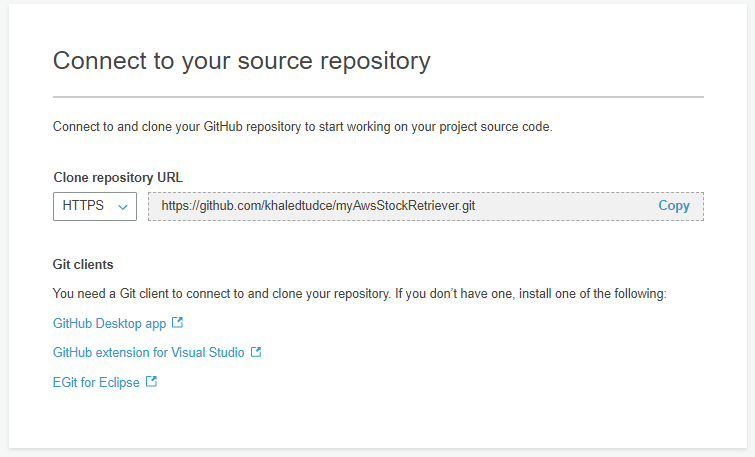 Connect to your source repository
Connect to and clone your GitHub repository to start working on your project source code.
Clone repository URL
HTTPS https://github.com/khaledtudce/myAwsStockRetriever.git Copy
Git clients
You need a Git client to connect to and clone your repository. If you don’t have one, install one of the following:
GitHub Desktop app
GitHub extension for Visual Studio
EGit for Eclipse